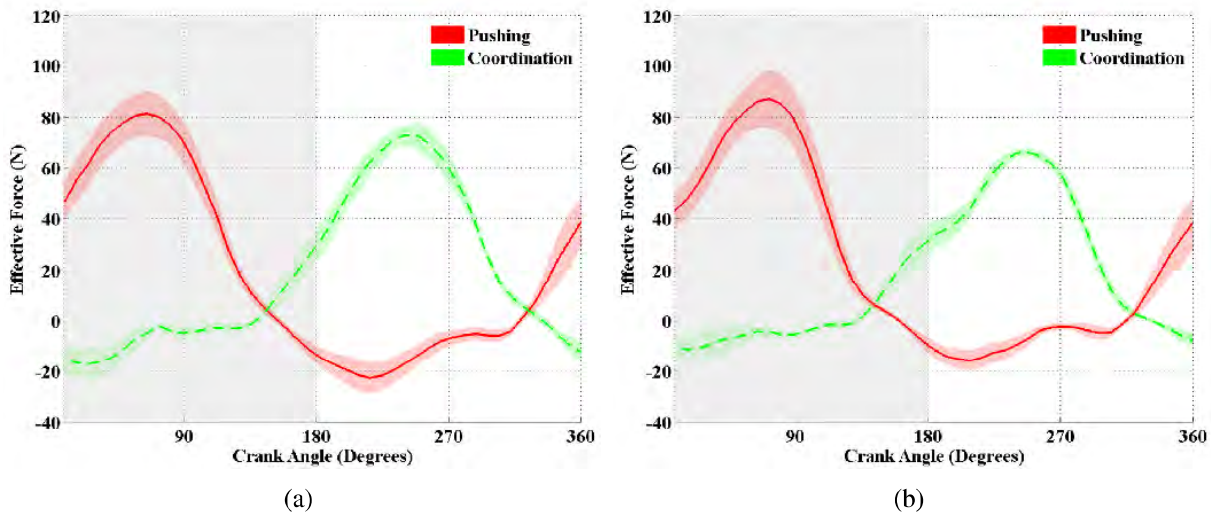 120
100
80
60
40
20
0
-20
-40
Effective Force (N)
Pushing
Coordination
90
180
270
360
Crank Angle (Degrees)
(a)
120
100
80
60
40
20
0
-20
-40
Effective Force (N)
Pushing
Coordination
90
180
270
360
Crank Angle (Degrees)
(b)